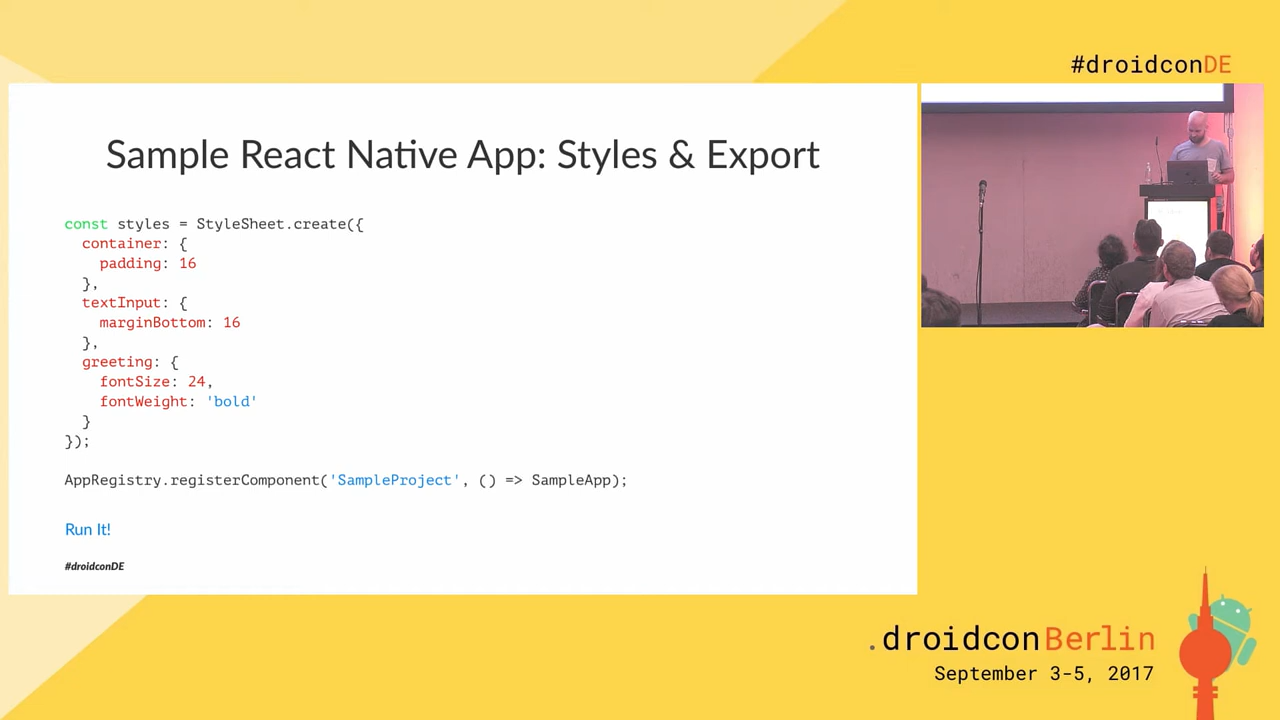 #droidconDE
Sample React Native App: Styles & Export
const styles = StyleSheet.create({
  container: {
    padding: 16
  },
  textInput: {
    marginBottom: 16
  },
  greeting: {
    fontSize: 24,
    fontWeight: 'bold'
  }
});
AppRegistry.registerComponent('SampleProject', () => SampleApp);
Run It!
#droidconDE
.droidconBerlin
September 3-5, 2017